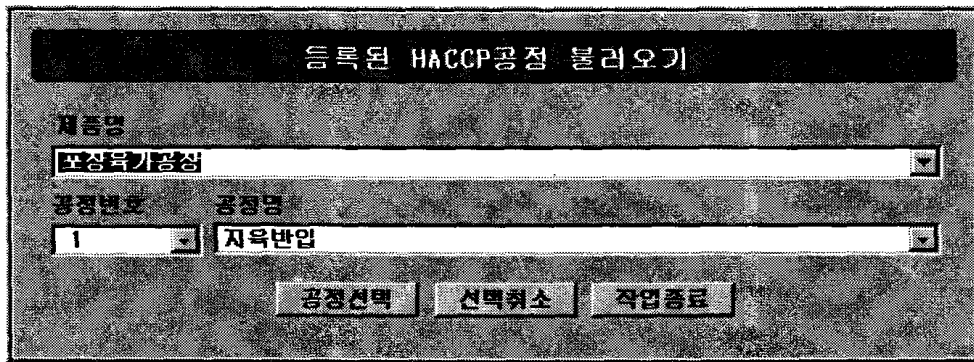 등록된 HACCP공정 불러오기
제품명
포장육가공장
공정번호 공정명
1 지육반입
공정선택 선택취소 작업종료